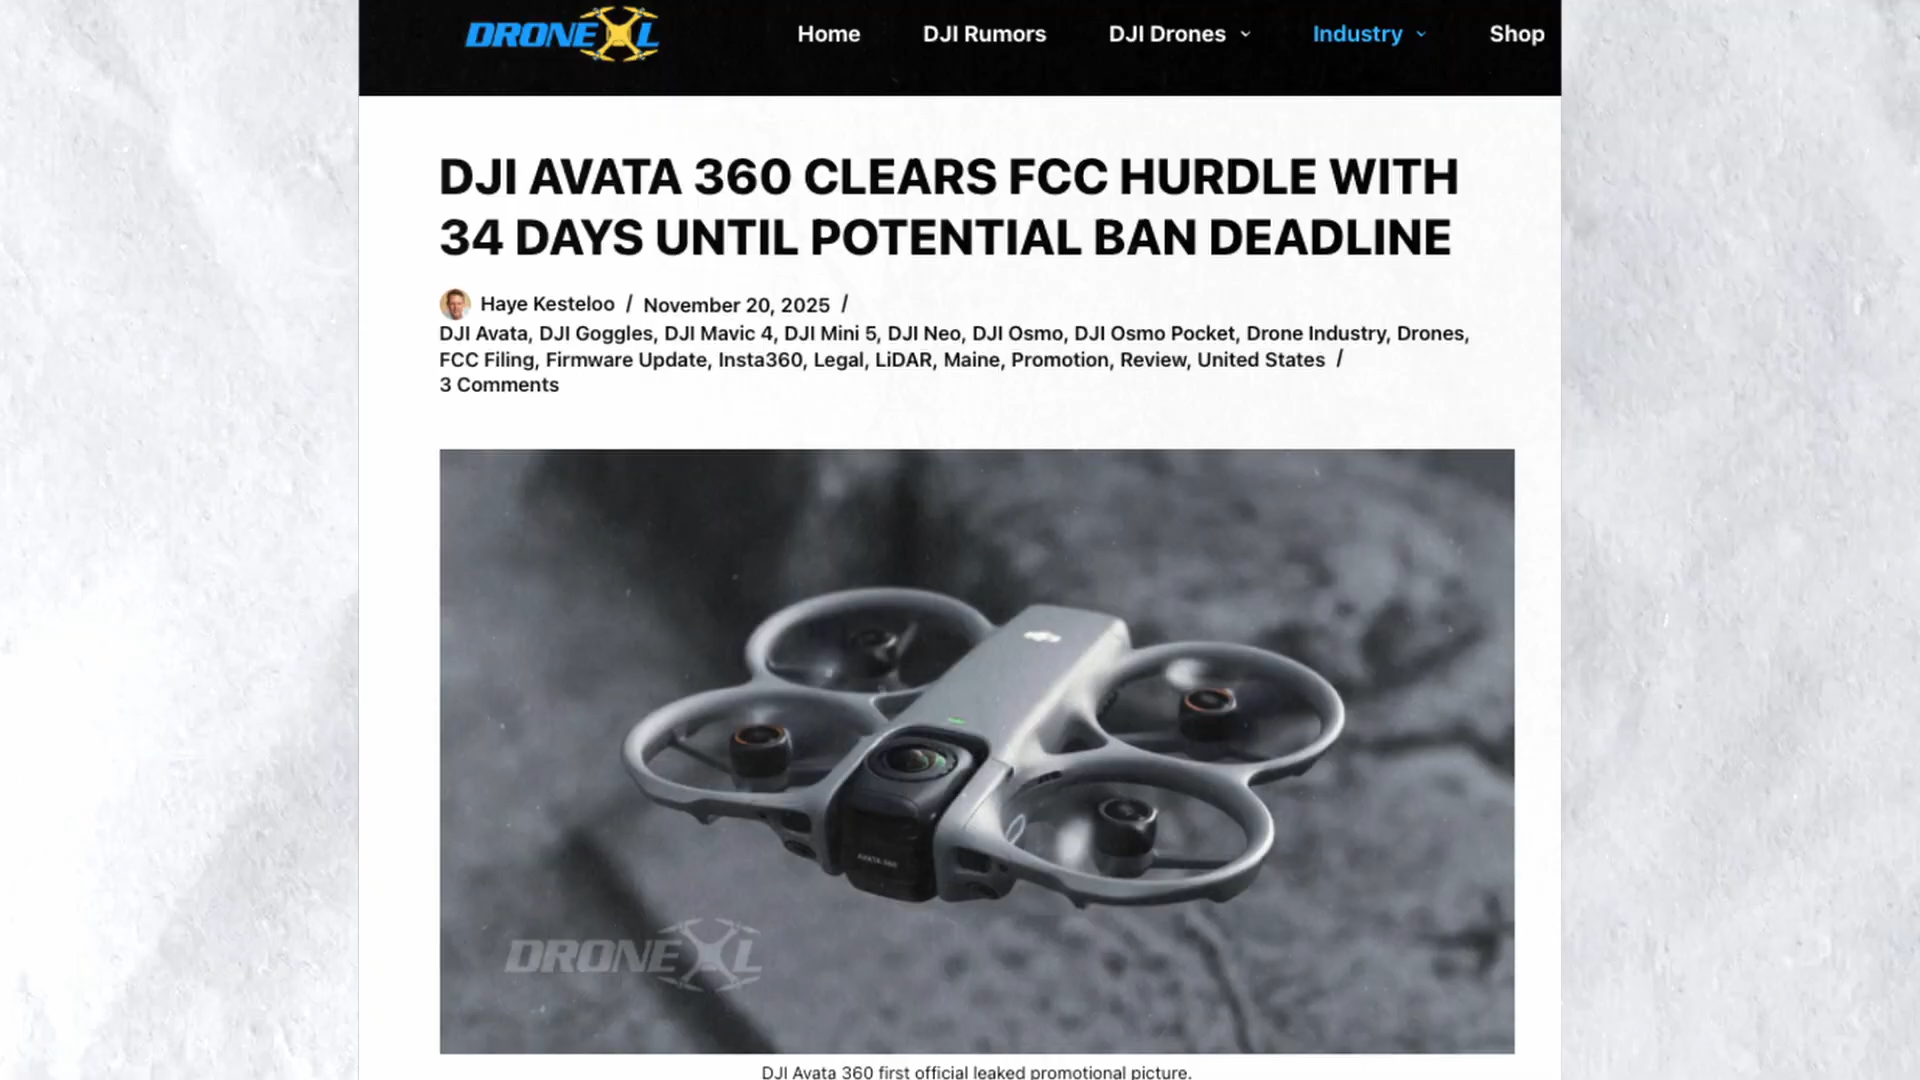 DRONEXL
Home DJI Rumors DJI Drones Industry Shop
DJI AVATA 360 CLEARS FCC HURDLE WITH
34 DAYS UNTIL POTENTIAL BAN DEADLINE
Haye Kesteloo / November 20, 2025 /
DJI Avata, DJI Goggles, DJI Mavic 4, DJI Mini 5, DJI Neo, DJI Osmo, DJI Osmo Pocket, Drone Industry, Drones,
FCC Filing, Firmware Update, Insta360, Legal, LiDAR, Maine, Promotion, Review, United States /
3 Comments
AVATA 360
DRONEXL
DJI Avata 360 first official leaked promotional picture.